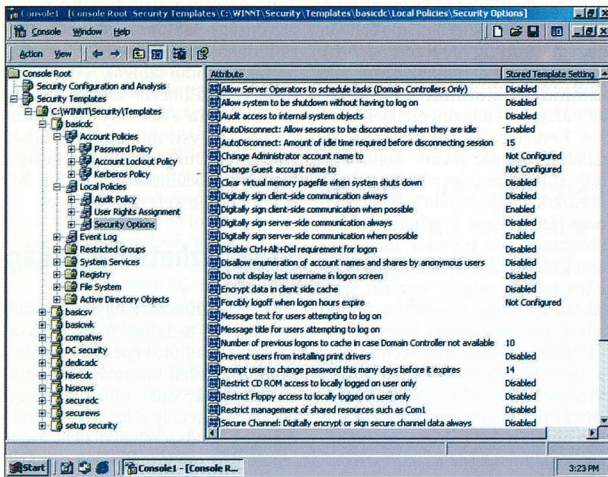 Console1 - [Console Root\Security Templates\C:\WINNT\Security\Templates\basicdc\Local Policies\Security Options]
Console Window Help
Action View
Console Root
Security Configuration and Analysis
Security Templates
C:\WINNT\Security\Templates
basicdc
Account Policies
Password Policy
Account Lockout Policy
Kerberos Policy
Local Policies
Audit Policy
User Rights Assignment
Security Options
Event Log
Restricted Groups
System Services
Registry
File System
Active Directory Objects
basicsv
basicwk
compatws
DC security
dedicadc
hisecdc
hisecws
securedc
securews
setup security
Attribute Stored Template Setting
Allow Server Operators to schedule tasks (Domain Controllers Only) Disabled
Allow system to be shutdown without having to log on Disabled
Audit access to internal system objects Disabled
AutoDisconnect: Allow sessions to be disconnected when they are idle Enabled
AutoDisconnect: Amount of idle time required before disconnecting session 15
Change Administrator account name to Not Configured
Change Guest account name to Not Configured
Clear virtual memory pagefile when system shuts down Disabled
Digitally sign client-side communication always Disabled
Digitally sign client-side communication when possible Enabled
Digitally sign server-side communication always Disabled
Digitally sign server-side communication when possible Enabled
Disable Ctrl+Alt+Del requirement for logon Disabled
Disallow enumeration of account names and shares by anonymous users Disabled
Do not display last username in logon screen Disabled
Encrypt data in client side cache Disabled
Forcibly logoff when logon hours expire Not Configured
Message text for users attempting to log on
Message title for users attempting to log on
Number of previous logons to cache in case Domain Controller not available 10
Prevent users from installing print drivers Disabled
Prompt user to change password this many days before it expires 14
Restrict CD ROM access to locally logged on user only Disabled
Restrict Floppy access to locally logged on user only Disabled
Restrict management of shared resources such as Com1 Disabled
Secure Channel: Digitally encrypt or sign secure channel data always Disabled
Start Console1 - [Console R... 3:23 PM